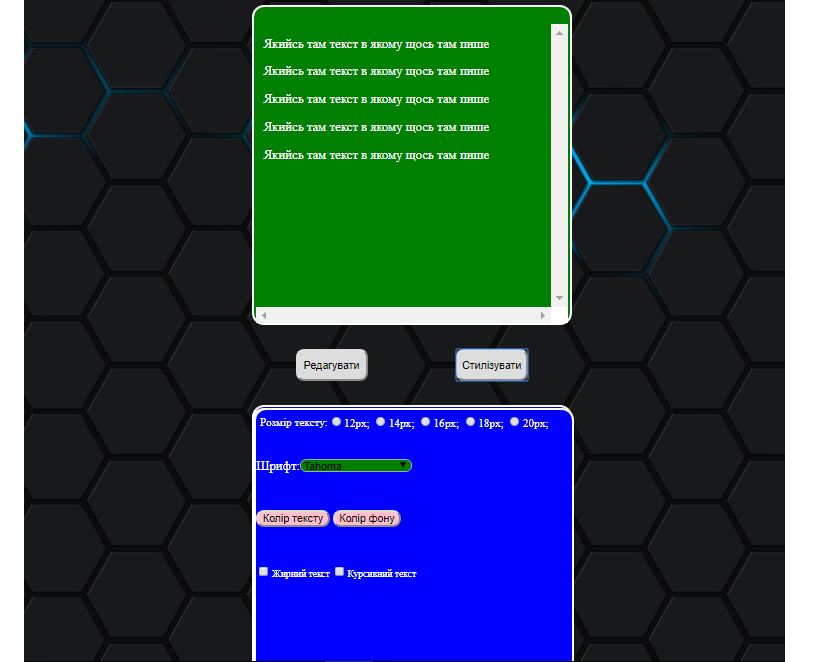 Якийсь там текст в якому щось там пише
Якийсь там текст в якому щось там пише
Якийсь там текст в якому щось там пише
Якийсь там текст в якому щось там пише
Якийсь там текст в якому щось там пише
Редагувати Стилізувати
Розмір тексту: 12px; 14px; 16px; 18px; 20px;
Шрифт: Tahoma
Колір тексту Колір фону
Жирний текст Курсивний текст